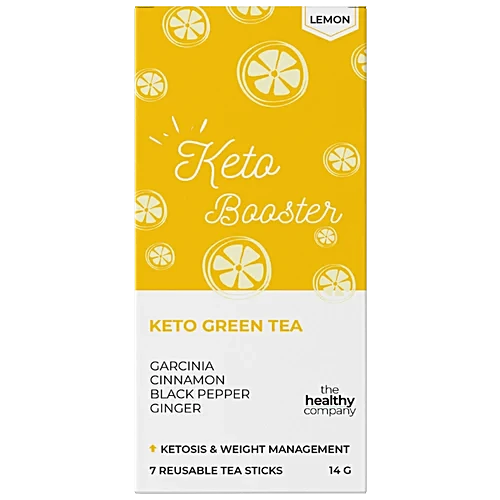 LEMON
Keto
Booster
KETO GREEN TEA
GARCINIA
CINNAMON
BLACK PEPPER
GINGER
the
healthy
company
KETOSIS & WEIGHT MANAGEMENT
7 REUSABLE TEA STICKS 14 G